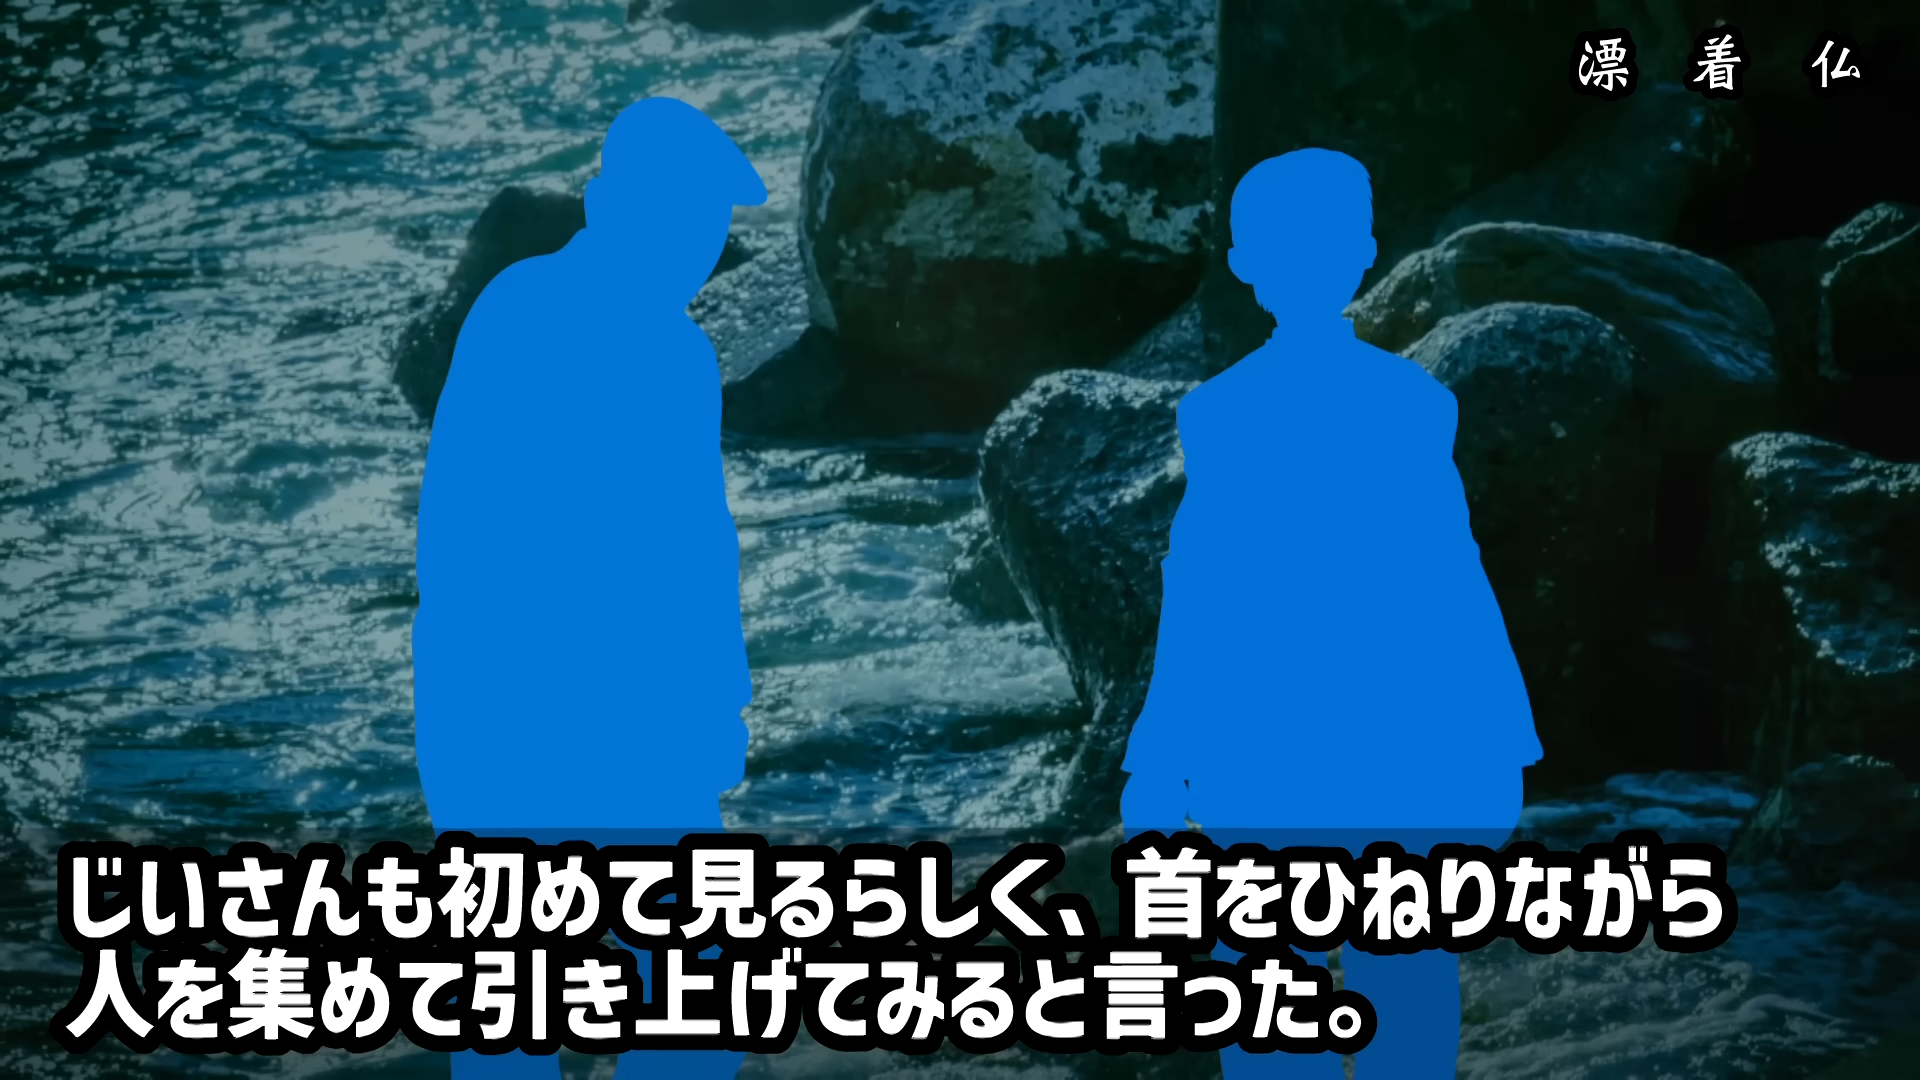 漂着仏
じいさんも初めて見るらしく、首をひねりながら
人を集めて引き上げてみると言った。